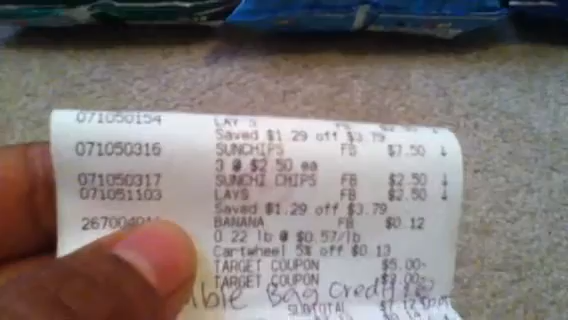 071050154 LAY'S FB $2.50 ↓
Saved $1.29 off $3.79
071050316 SUNCHIPS FB $7.50 ↓
3 @ $2.50 ea
071050317 SUNCHI CHIPS FB $2.50 ↓
071051103 LAYS FB $2.50 ↓
Saved $1.29 off $3.79
BANANA FB $0.12
0.22 lb @ $0.57/lb
Cartwheel 5% off $0.13
TARGET COUPON $5.00-
TARGET COUPON
Bag Credit
SUBTOTAL